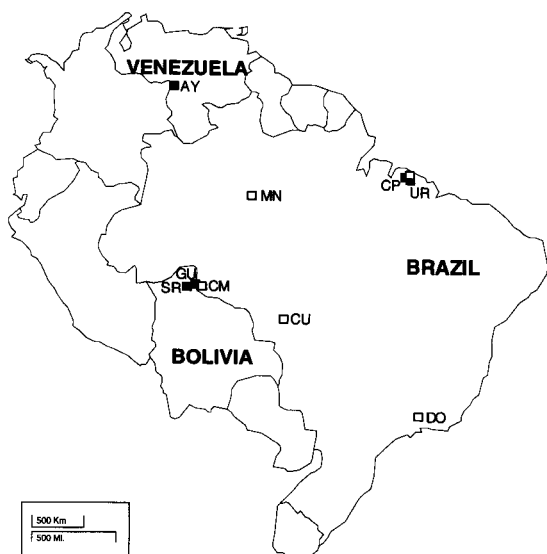 VENEZUELA
AY
CP
UR
MN
BRAZIL
GU
SR
CM
CU
BOLIVIA
DO
500 Km
500 MI.